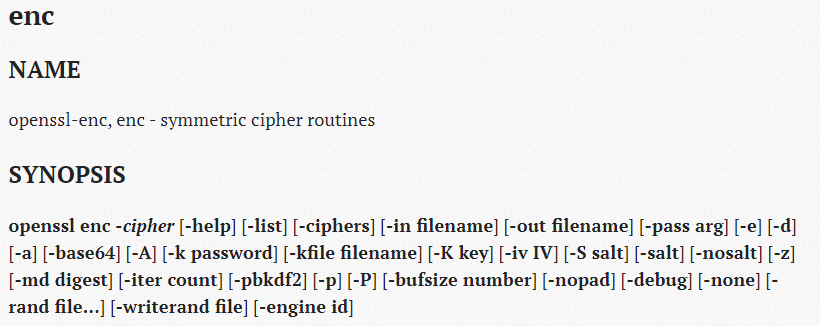 enc
NAME
openssl-enc, enc - symmetric cipher routines
SYNOPSIS
openssl enc -cipher [-help] [-list] [-ciphers] [-in filename] [-out filename] [-pass arg] [-e] [-d]
[-a] [-base64] [-A] [-k password] [-kfile filename] [-K key] [-iv IV] [-S salt] [-salt] [-nosalt] [-z]
[-md digest] [-iter count] [-pbkdf2] [-p] [-P] [-bufsize number] [-nopad] [-debug] [-none] [-
rand file...] [-writerand file] [-engine id]